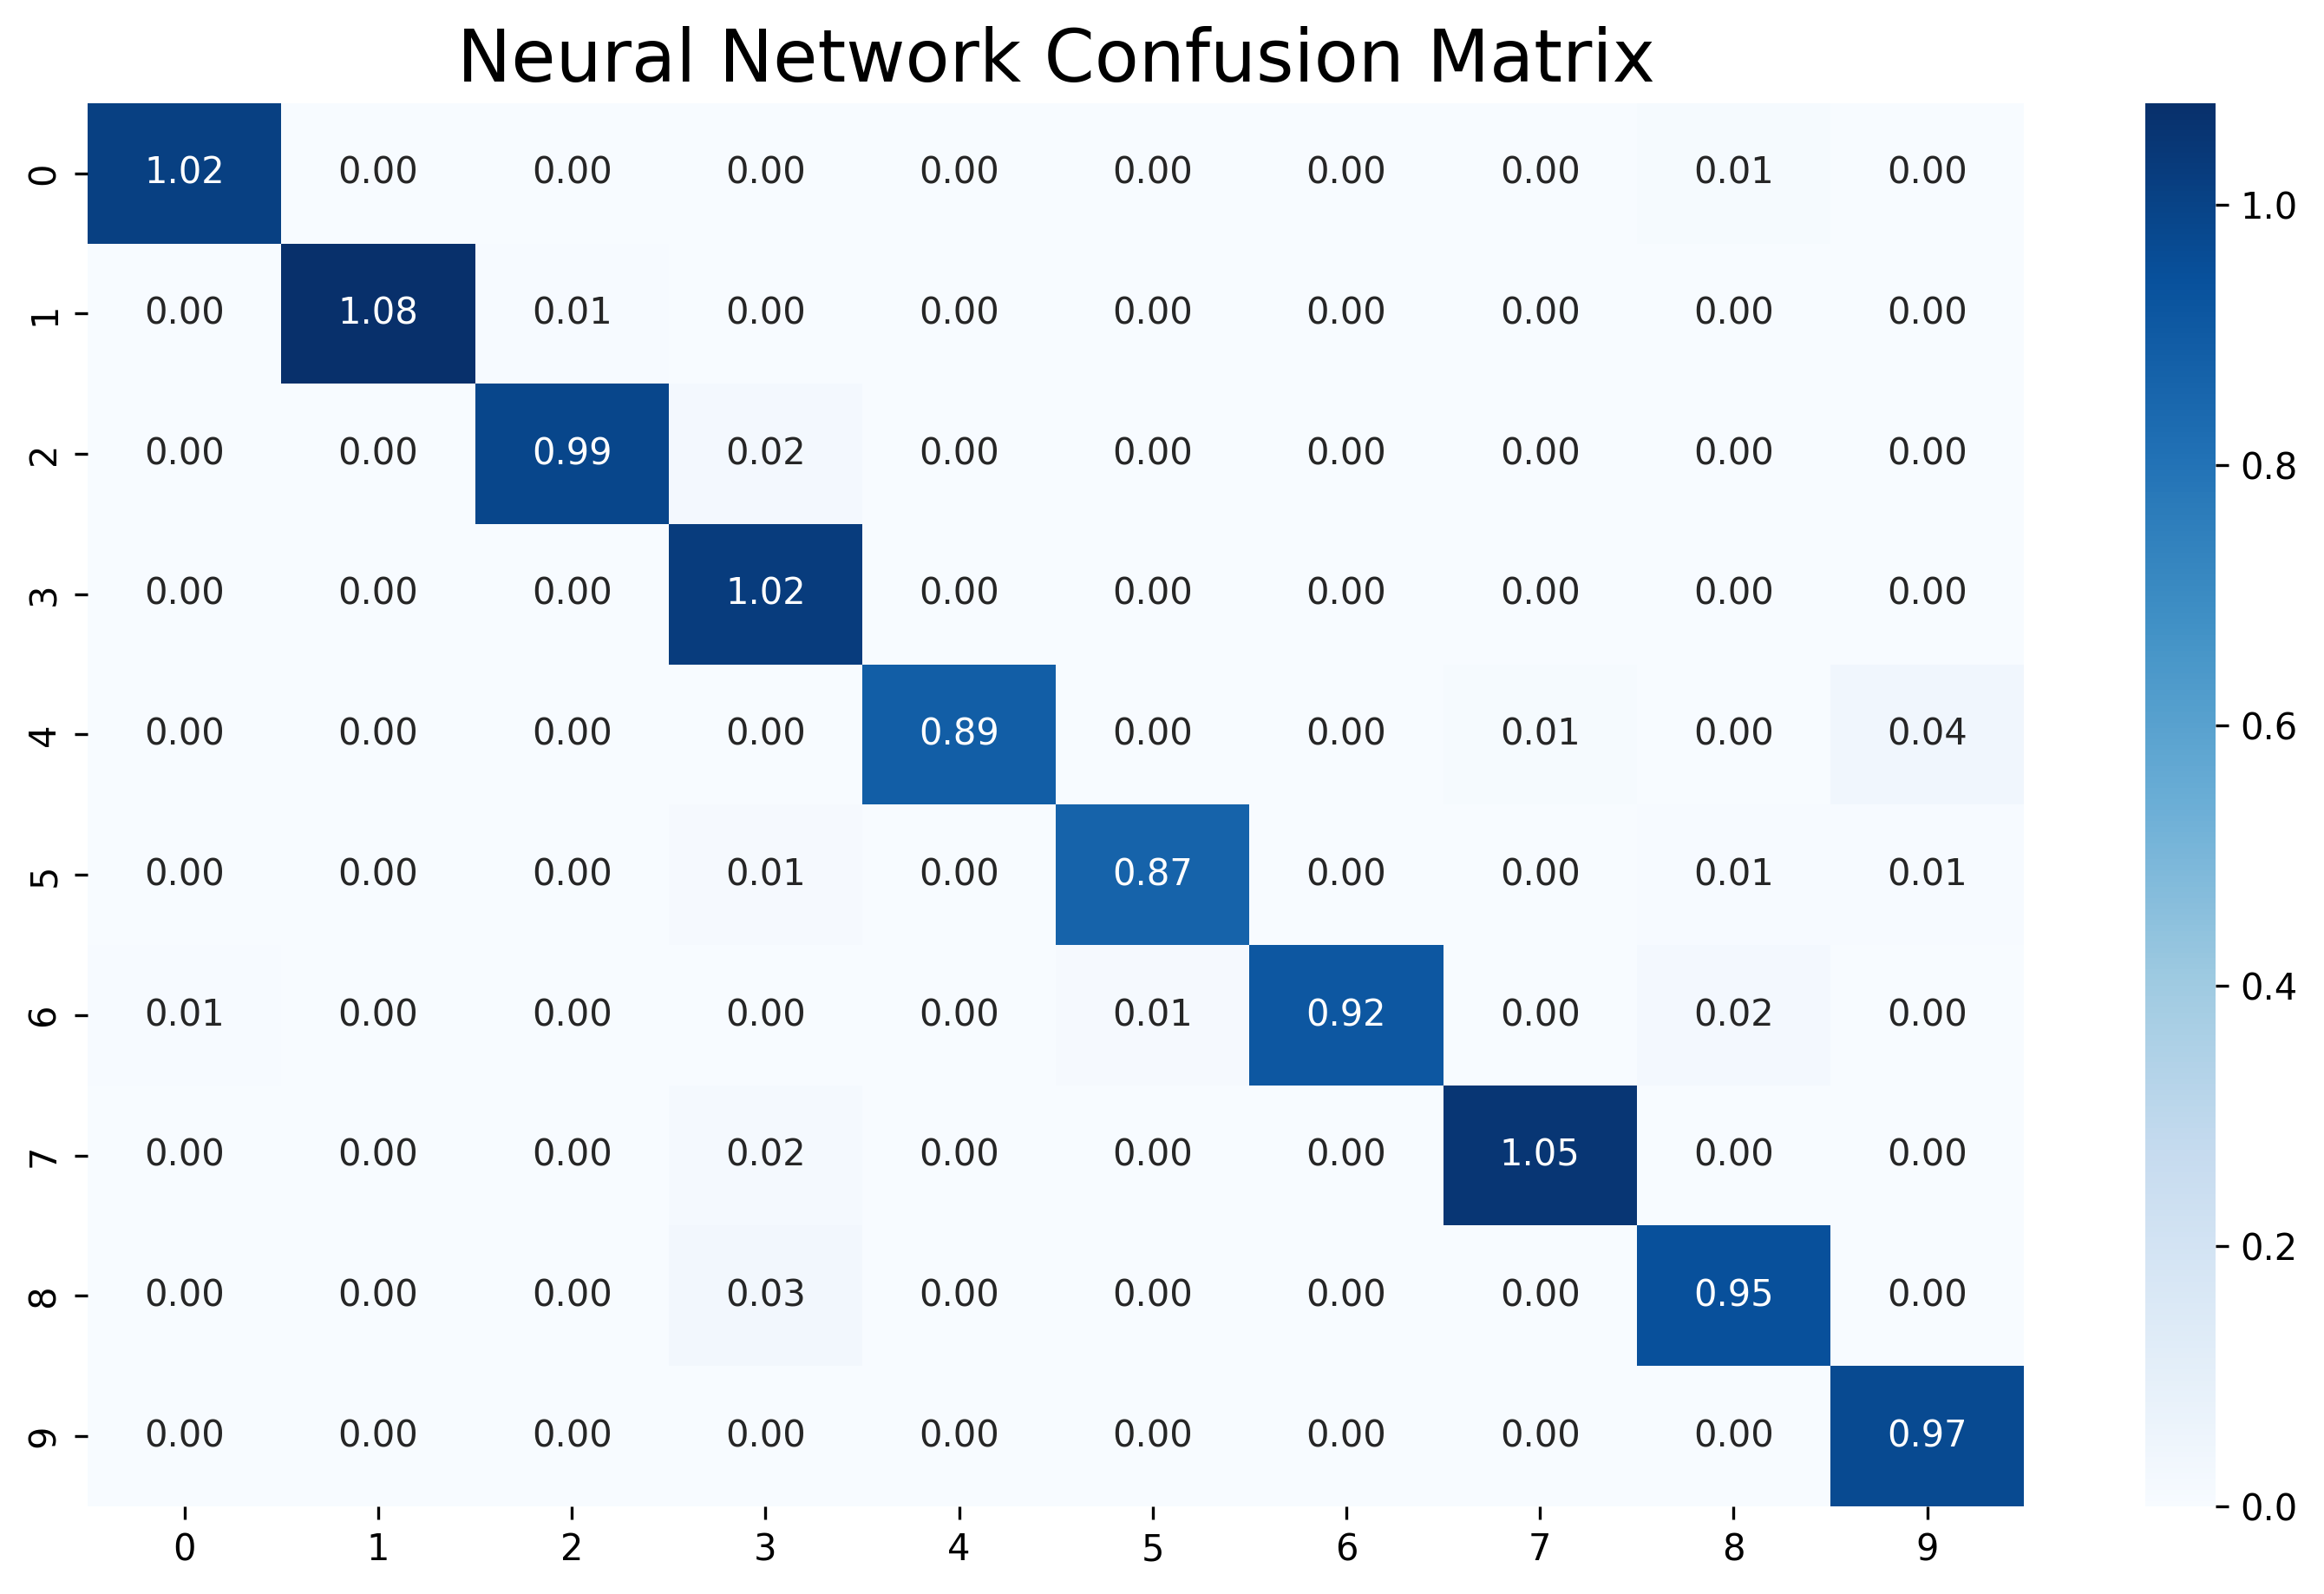 Neural Network Confusion Matrix
0 1.02 0.00 0.00 0.00 0.00 0.00 0.00 0.00 0.01 0.00
1 0.00 1.08 0.01 0.00 0.00 0.00 0.00 0.00 0.00 0.00
2 0.00 0.00 0.99 0.02 0.00 0.00 0.00 0.00 0.00 0.00
3 0.00 0.00 0.00 1.02 0.00 0.00 0.00 0.00 0.00 0.00
4 0.00 0.00 0.00 0.00 0.89 0.00 0.00 0.01 0.00 0.04
5 0.00 0.00 0.00 0.01 0.00 0.87 0.00 0.00 0.01 0.01
6 0.01 0.00 0.00 0.00 0.00 0.01 0.92 0.00 0.02 0.00
7 0.00 0.00 0.00 0.02 0.00 0.00 0.00 1.05 0.00 0.00
8 0.00 0.00 0.00 0.03 0.00 0.00 0.00 0.00 0.95 0.00
9 0.00 0.00 0.00 0.00 0.00 0.00 0.00 0.00 0.00 0.97
0 1 2 3 4 5 6 7 8 9
1.0
0.8
0.6
0.4
0.2
0.0